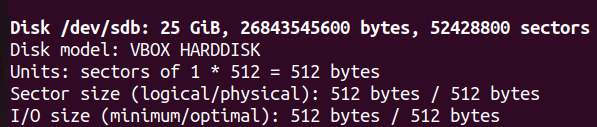 Disk /dev/sdb: 25 GiB, 26843545600 bytes, 52428800 sectors
Disk model: VBOX HARDDISK
Units: sectors of 1 * 512 = 512 bytes
Sector size (logical/physical): 512 bytes / 512 bytes
I/O size (minimum/optimal): 512 bytes / 512 bytes